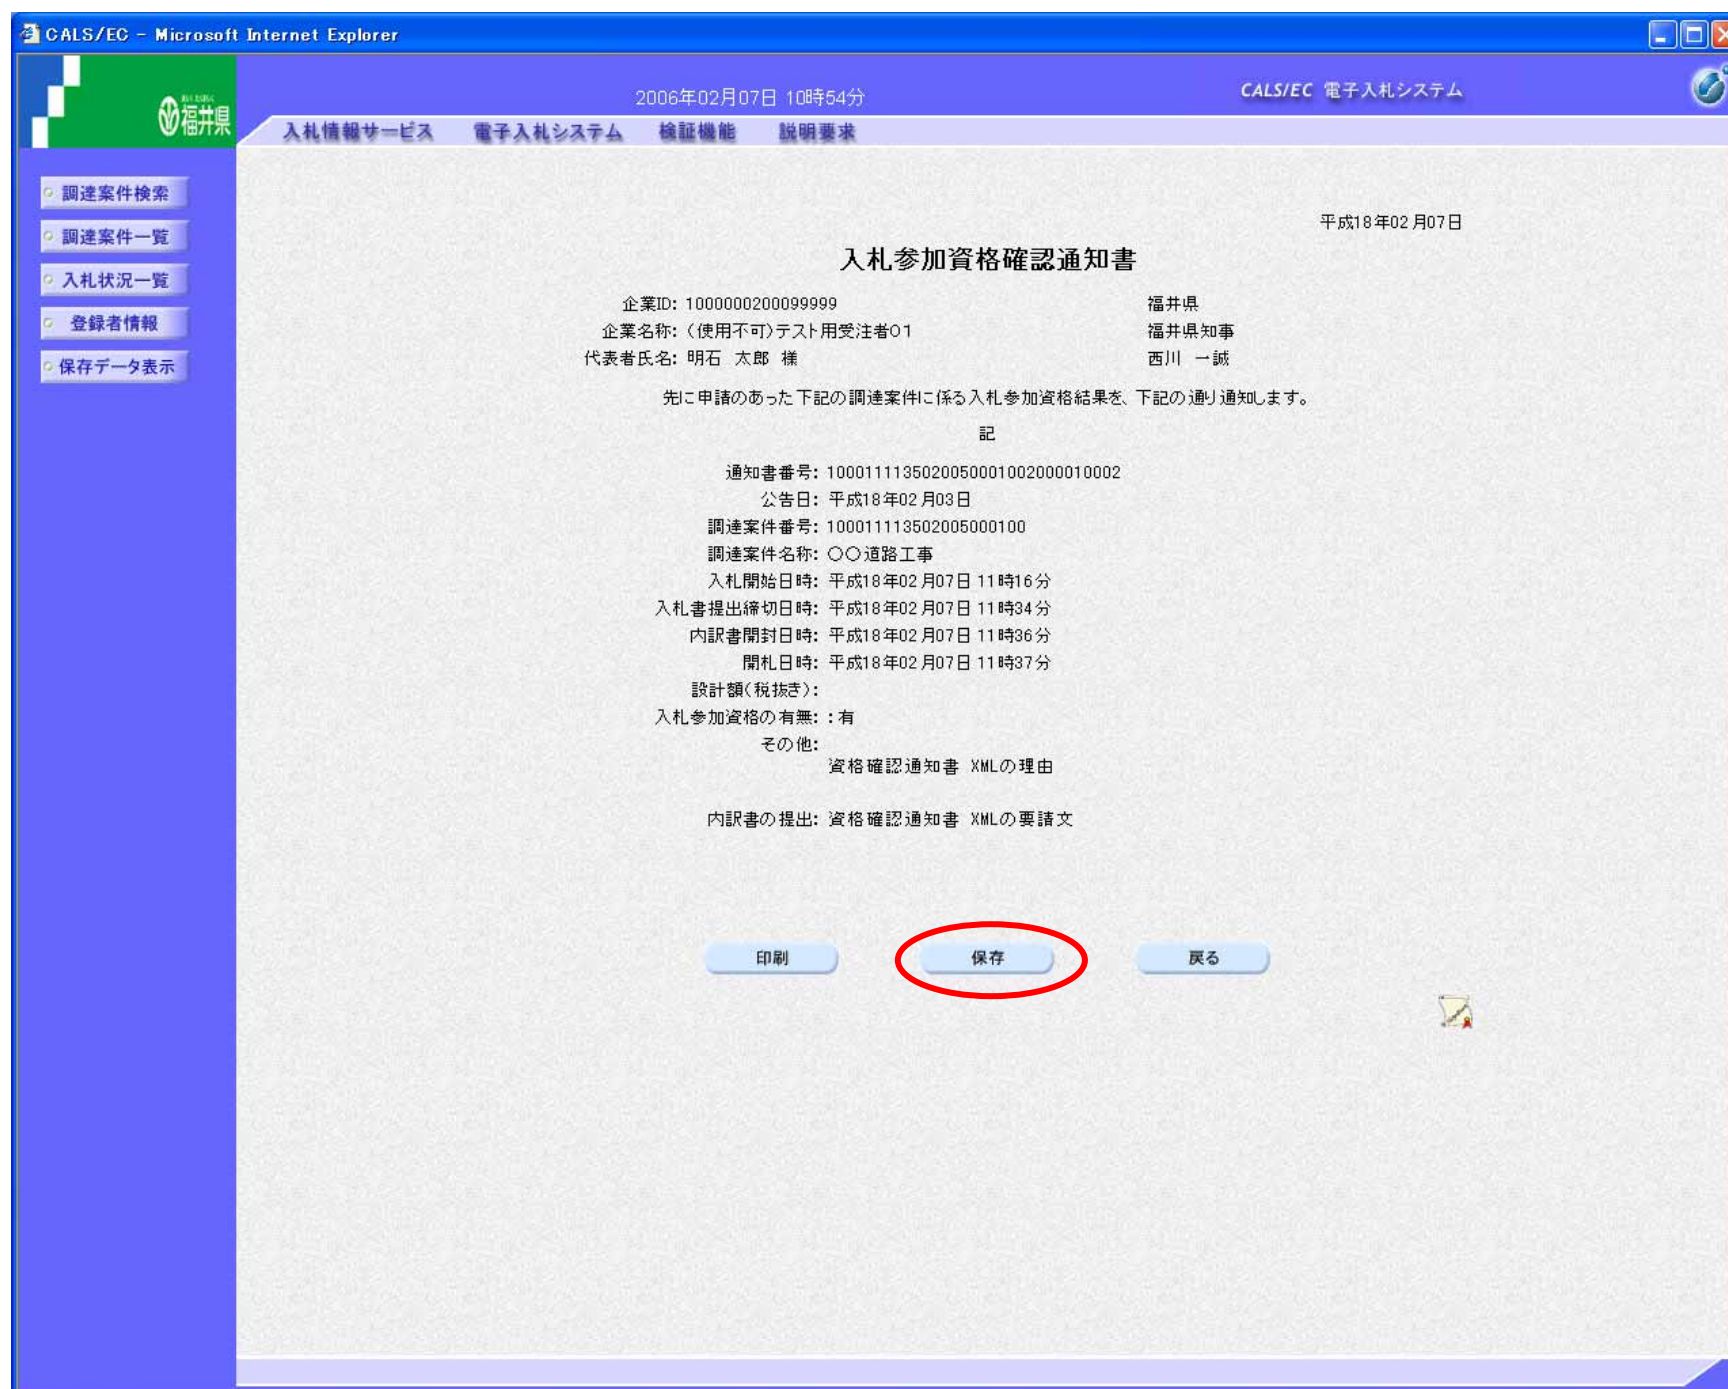 CALS/EC - Microsoft Internet Explorer
福井県
2006年02月07日 10時54分
CALS/EC 電子入札システム
入札情報サービス 電子入札システム 検証機能 説明要求
調達案件検索
調達案件一覧
入札状況一覧
登録者情報
保存データ表示
平成18年02月07日
入札参加資格確認通知書
企業ID: 1000000200099999 福井県
企業名称: (使用不可)テスト用受注者01 福井県知事
代表者氏名: 明石 太郎 様 西川 一誠
先に申請のあった下記の調達案件に係る入札参加資格結果を、下記の通り通知します。
記
通知書番号: 1000111135020050001002000010002
公告日: 平成18年02月03日
調達案件番号: 100011113502005000100
調達案件名称: 〇〇道路工事
入札開始日時: 平成18年02月07日 11時16分
入札書提出締切日時: 平成18年02月07日 11時34分
内訳書開封日時: 平成18年02月07日 11時36分
開札日時: 平成18年02月07日 11時37分
設計額(税抜き):
入札参加資格の有無: :有
その他:
資格確認通知書 XMLの理由
内訳書の提出: 資格確認通知書 XMLの要請文
印刷 保存 戻る